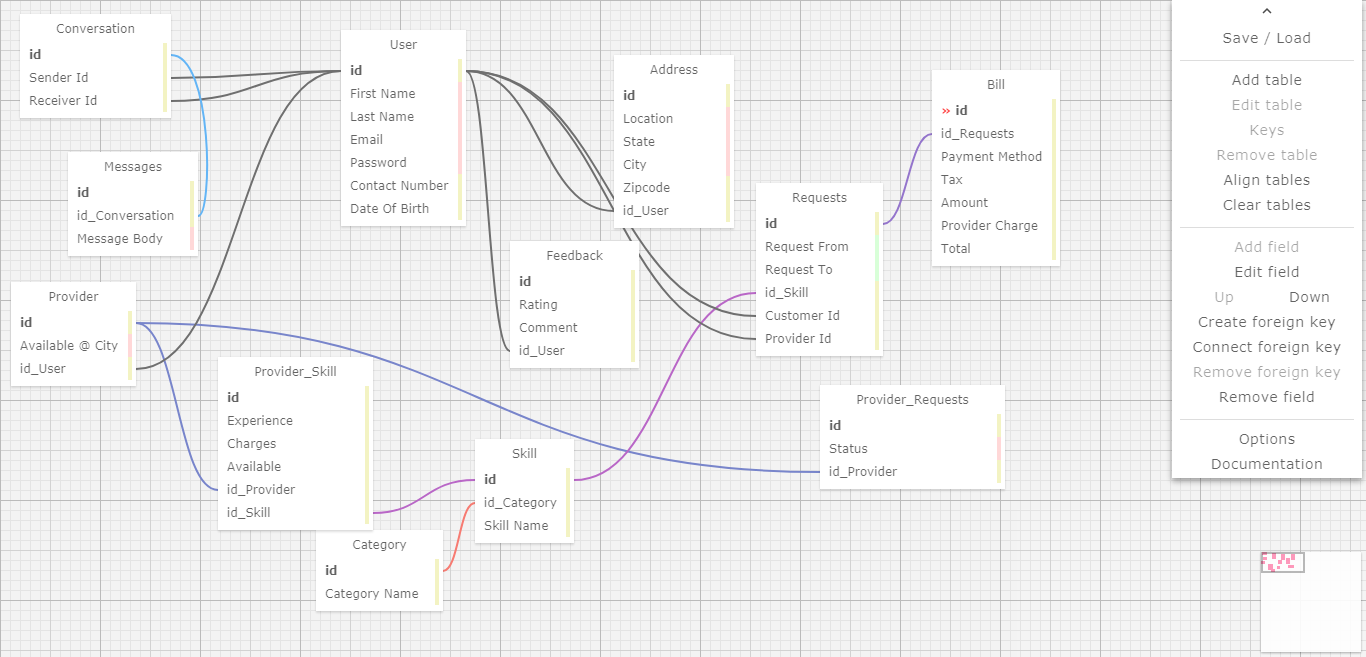 Conversation
id
Sender Id
Receiver Id
User
id
First Name
Last Name
Email
Password
Contact Number
Date Of Birth
Address
id
Location
State
City
Zipcode
id_User
Bill
» id
id_Requests
Payment Method
Tax
Amount
Provider Charge
Total
Messages
id
id_Conversation
Message Body
Requests
id
Request From
Request To
id_Skill
Customer Id
Provider Id
Feedback
id
Rating
Comment
id_User
Provider
id
Available @ City
id_User
Provider_Skill
id
Experience
Charges
Available
id_Provider
id_Skill
Provider_Requests
id
Status
id_Provider
Skill
id
id_Category
Skill Name
Category
id
Category Name
Save / Load
Add table
Edit table
Keys
Remove table
Align tables
Clear tables
Add field
Edit field
Up Down
Create foreign key
Connect foreign key
Remove foreign key
Remove field
Options
Documentation